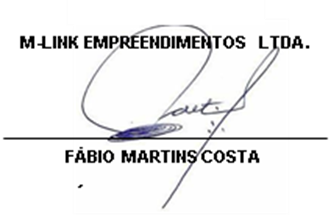 M-LINK EMPREENDIMENTOS LTDA.
FÁBIO MARTINS COSTA